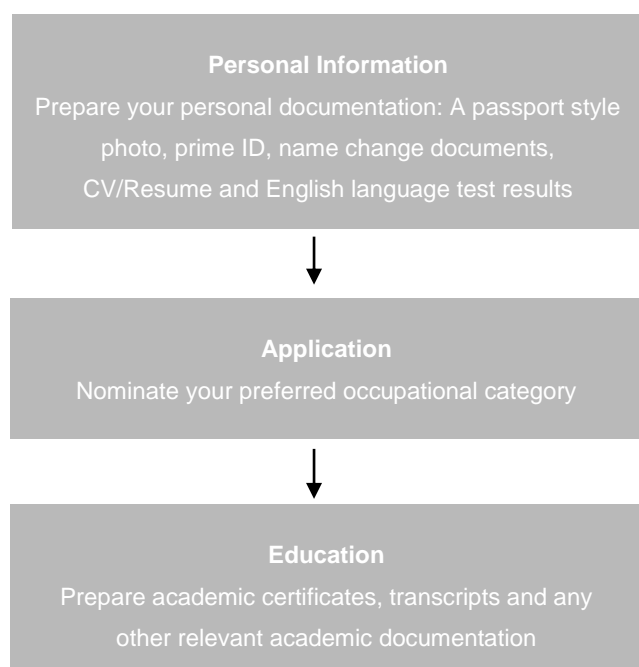 Personal Information
Prepare your personal documentation: A passport style
photo, prime ID, name change documents,
CV/Resume and English language test results
Application
Nominate your preferred occupational category
Education
Prepare academic certificates, transcripts and any
other relevant academic documentation